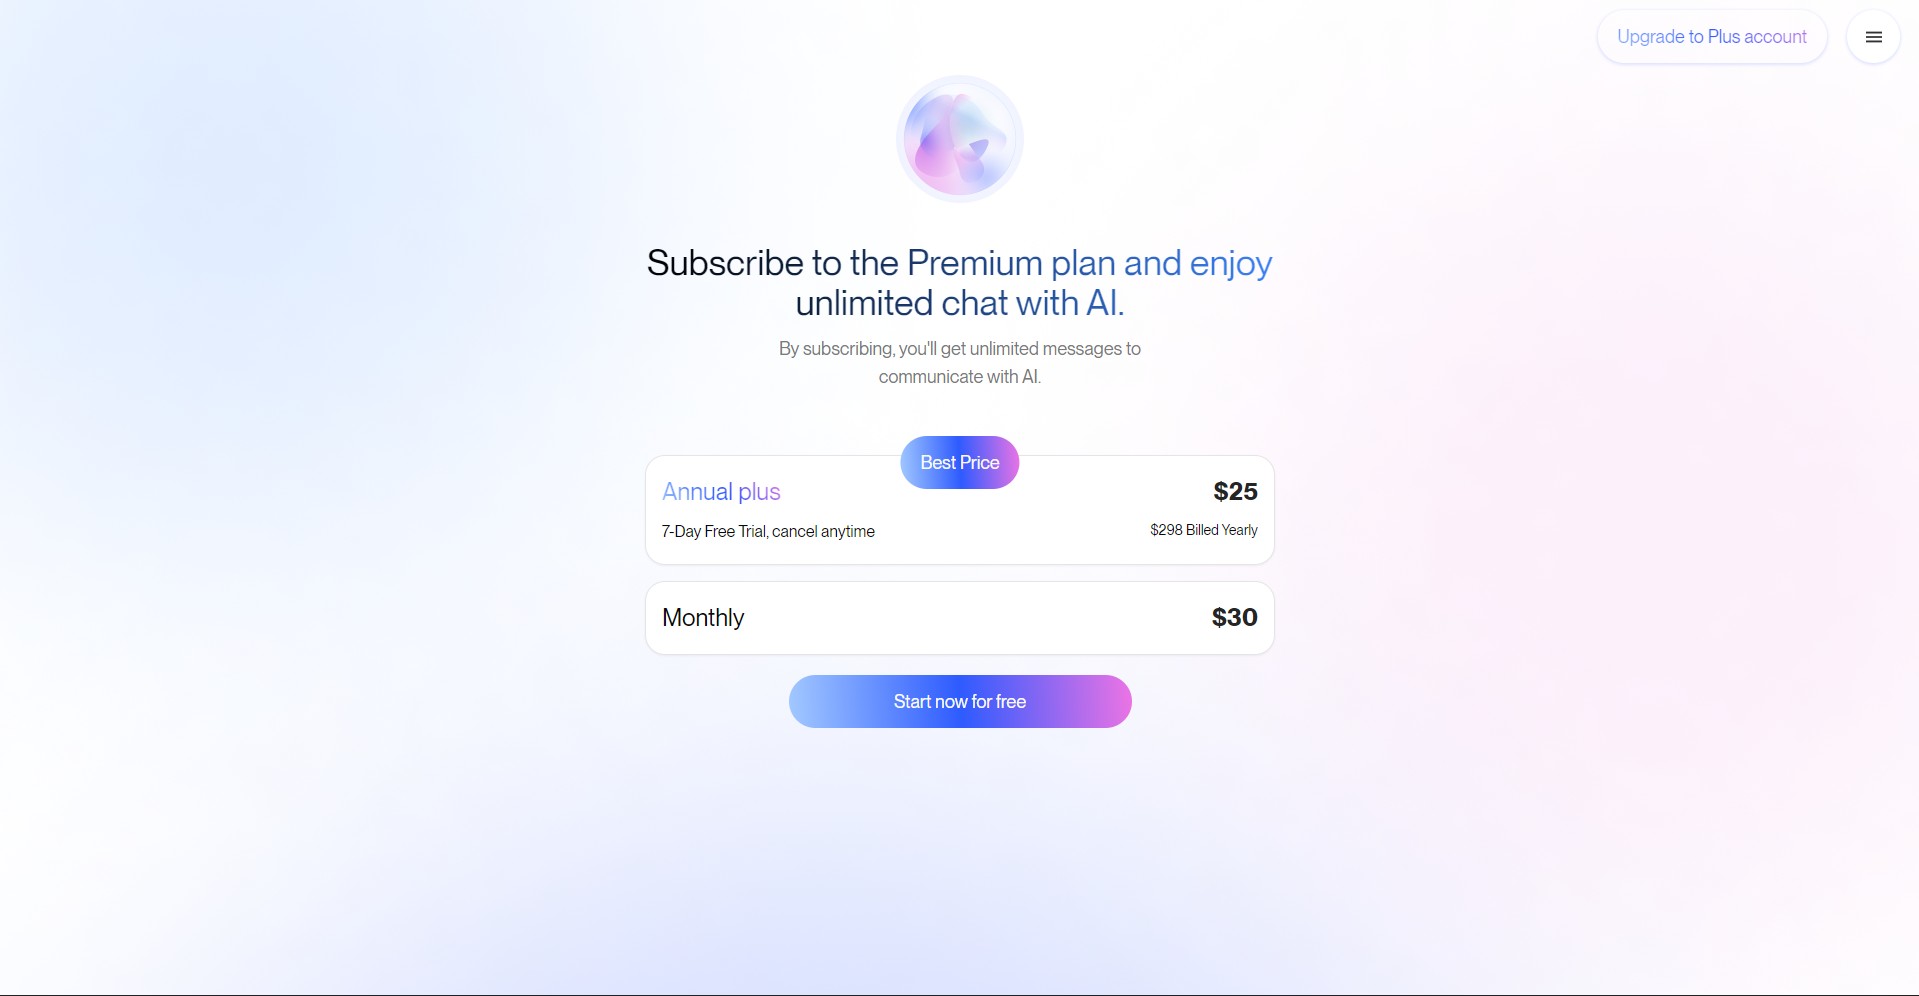 Upgrade to Plus account
Subscribe to the Premium plan and enjoy
unlimited chat with AI.
By subscribing, you'll get unlimited messages to
communicate with AI.
Best Price
Annual plus
$25
7-Day Free Trial, cancel anytime
$298 Billed Yearly
Monthly
$30
Start now for free